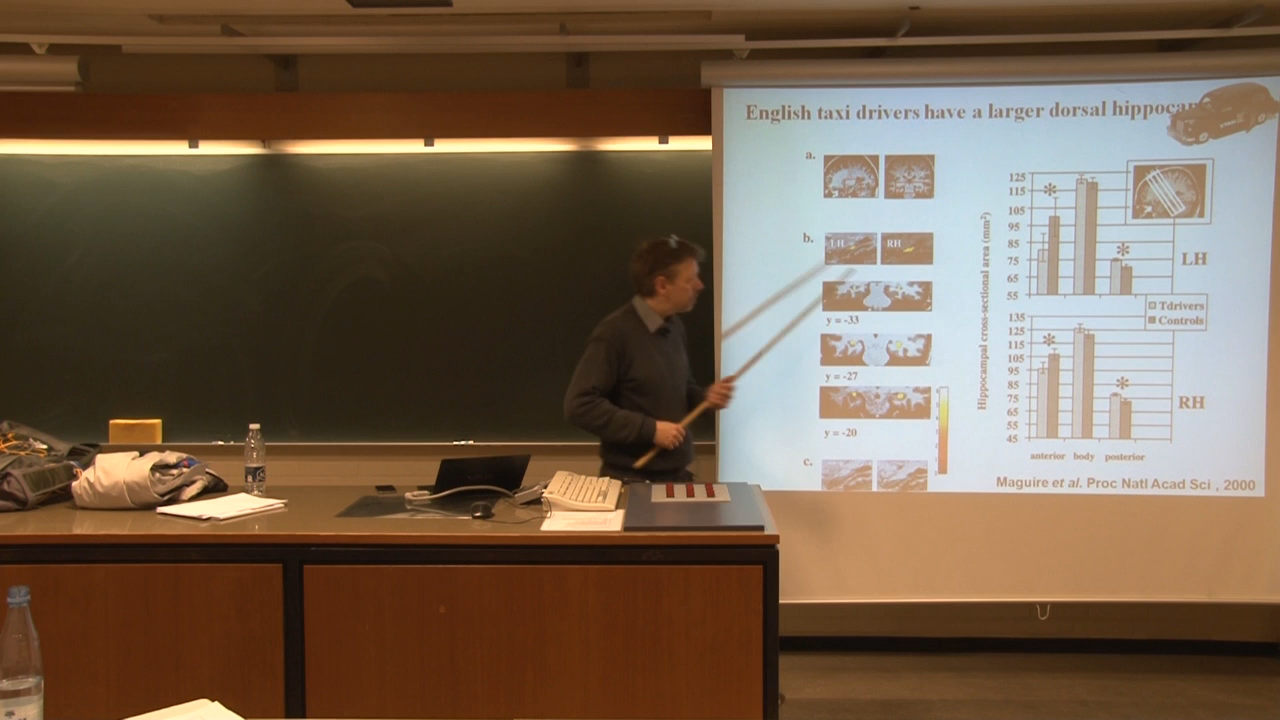 English taxi drivers have a larger dorsal hippocam
a.
b.
LH
RH
y = -33
y = -27
y = -20
c.
Hippocampal cross-sectional area (mm²)
125
115
105
95
85
75
65
55
LH
Tdrivers
Controls
135
125
115
105
95
85
75
65
55
45
RH
anterior body posterior
Maguire et al. Proc Natl Acad Sci , 2000